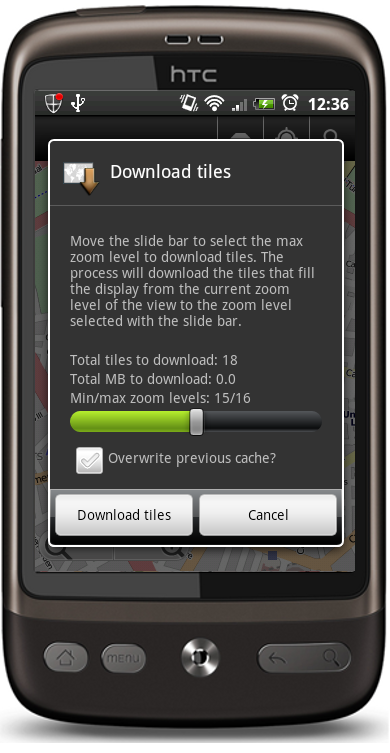 hTC
12:36
Download tiles
Move the slide bar to select the max
zoom level to download tiles. The
process will download the tiles that fill
the display from the current zoom
level of the view to the zoom level
selected with the slide bar.
Total tiles to download: 18
Total MB to download: 0.0
Min/max zoom levels: 15/16
Overwrite previous cache?
Download tiles
Cancel
MENU